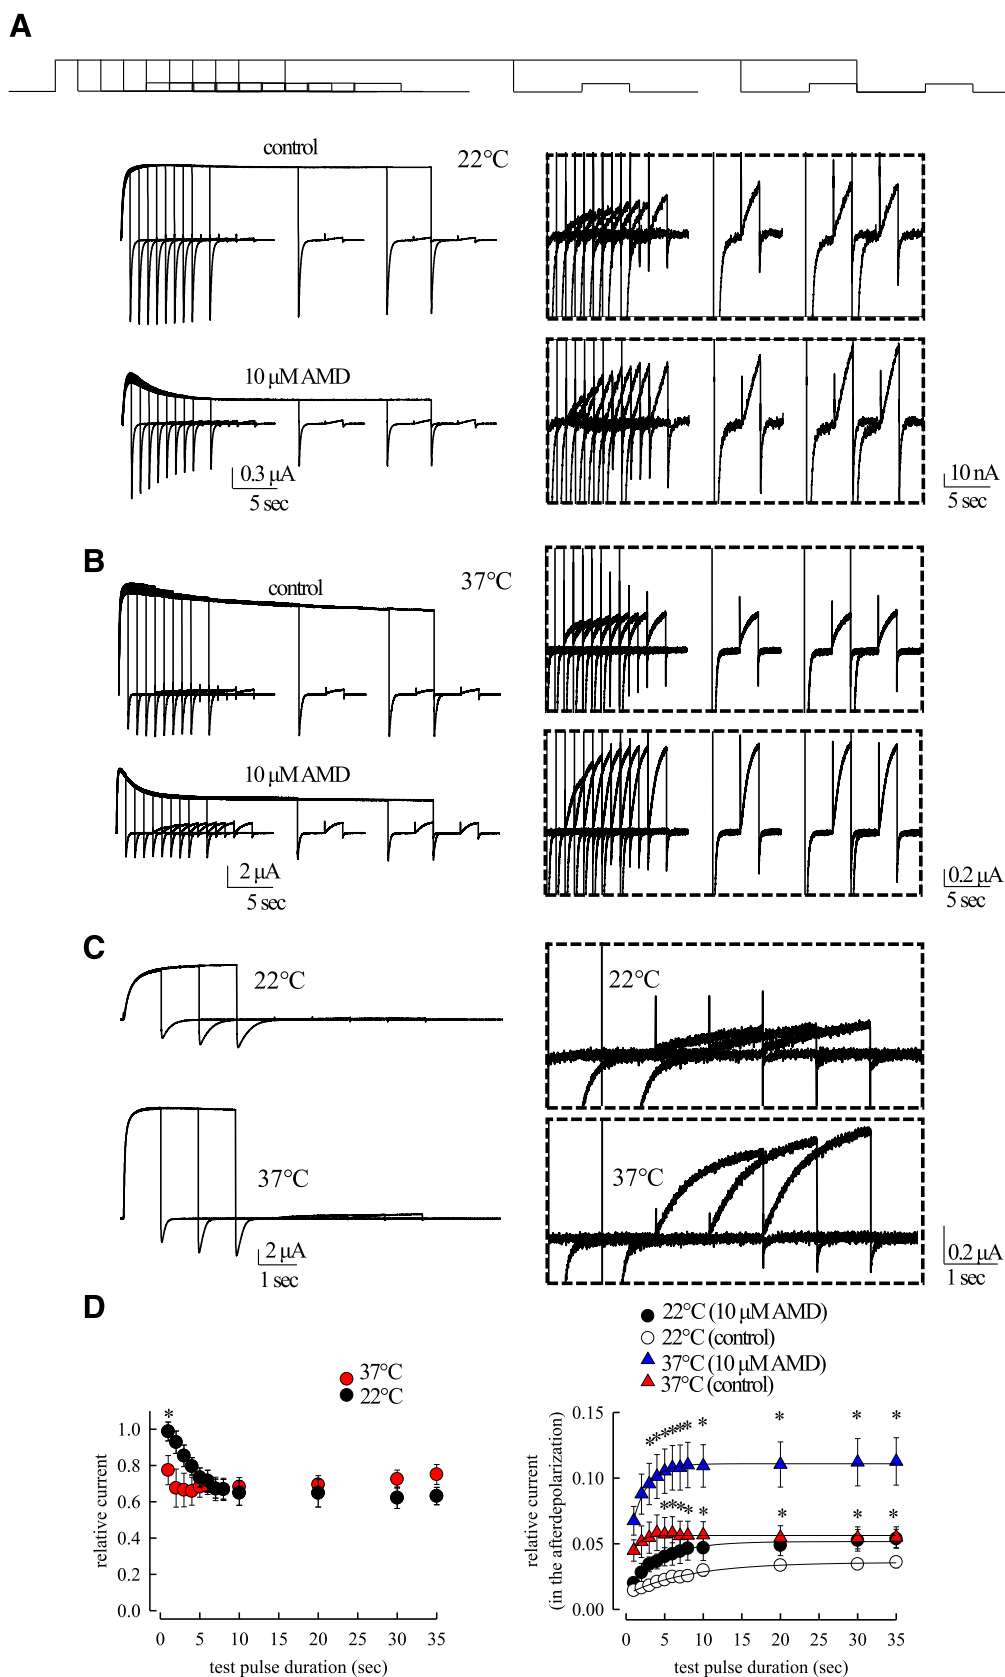 A
control
22°C
10 μM AMD
0.3 μA
5 sec
10 nA
5 sec
B
control
37°C
10 μM AMD
2 μA
5 sec
0.2 μA
5 sec
C
22°C
22°C
37°C
37°C
2 μA
1 sec
0.2 μA
1 sec
D
37°C
22°C
*
1.0
0.8
0.6
0.4
0.2
0.0
relative current
0 5 10 15 20 25 30 35
test pulse duration (sec)
22°C (10 μM AMD)
22°C (control)
37°C (10 μM AMD)
37°C (control)
0.15
0.10
0.05
0.00
relative current
(in the afterdepolarization)
* * * * * * * * * *
* * * * * * * *
0 5 10 15 20 25 30 35
test pulse duration (sec)